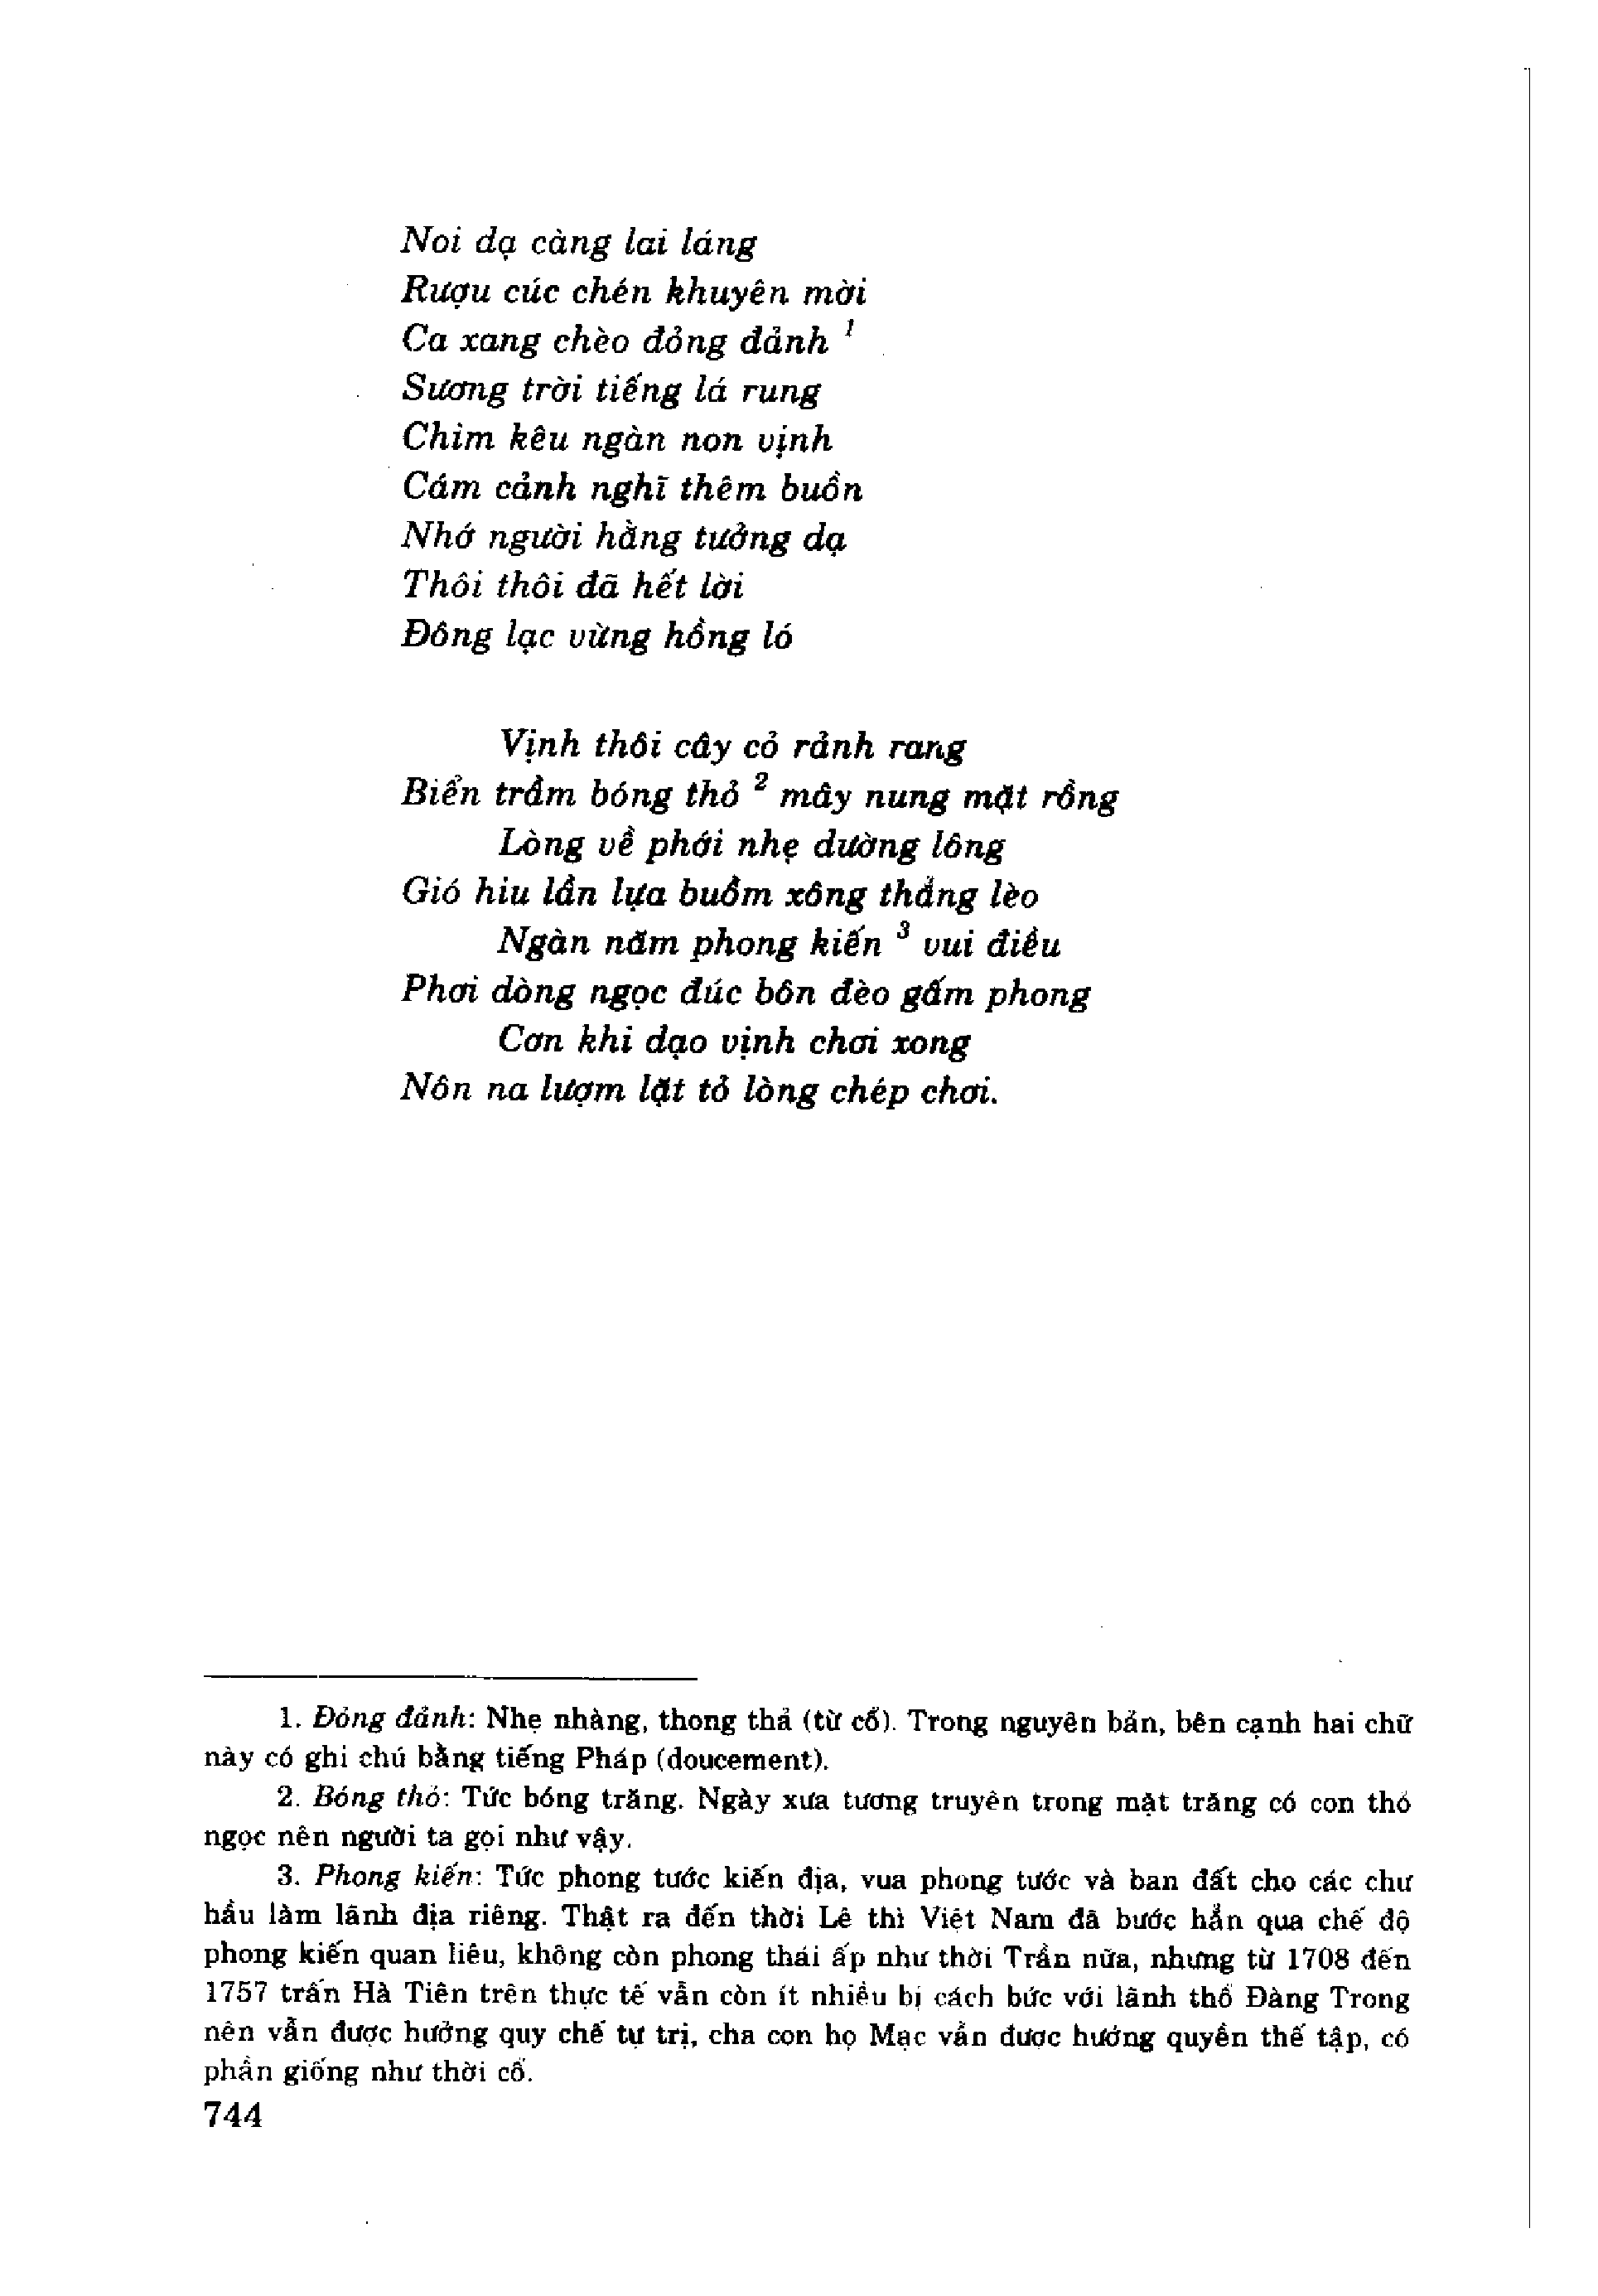 Noi dạ càng lai láng
Rượu cúc chén khuyên mời
Ca xang chèo đỏng đảnh ¹
Sương trời tiếng lá rung
Chim kêu ngàn non vịnh
Cám cảnh nghĩ thêm buồn
Nhớ người hằng tưởng dạ
Thôi thôi đã hết lời
Đông lạc vừng hồng ló
Vịnh thôi cây cỏ rảnh rang
Biển trầm bóng thỏ ² mây nung mặt rồng
Lòng về phới nhẹ dường lông
Gió hiu lần lựa buồm xông thẳng lèo
Ngàn năm phong kiến ³ vui điều
Phơi dòng ngọc đúc bôn đèo gấm phong
Cơn khi dạo vịnh chơi xong
Nôn na lượm lặt tỏ lòng chép chơi.
1. Đỏng đảnh: Nhẹ nhàng, thong thả (từ cổ). Trong nguyên bản, bên cạnh hai chữ
này có ghi chú bằng tiếng Pháp (doucement).
2. Bóng thỏ: Tức bóng trăng. Ngày xưa tương truyền trong mặt trăng có con thỏ
ngọc nên người ta gọi như vậy.
3. Phong kiến: Tức phong tước kiến địa, vua phong tước và ban đất cho các chư
hầu làm lãnh địa riêng. Thật ra đến thời Lê thì Việt Nam đã bước hẳn qua chế độ
phong kiến quan liêu, không còn phong thái ấp như thời Trần nữa, nhưng từ 1708 đến
1757 trấn Hà Tiên trên thực tế vẫn còn ít nhiều bị cách bức với lãnh thổ Đàng Trong
nên vẫn được hưởng quy chế tự trị, cha con họ Mạc vẫn được hưởng quyền thế tập, có
phần giống như thời cổ.
744